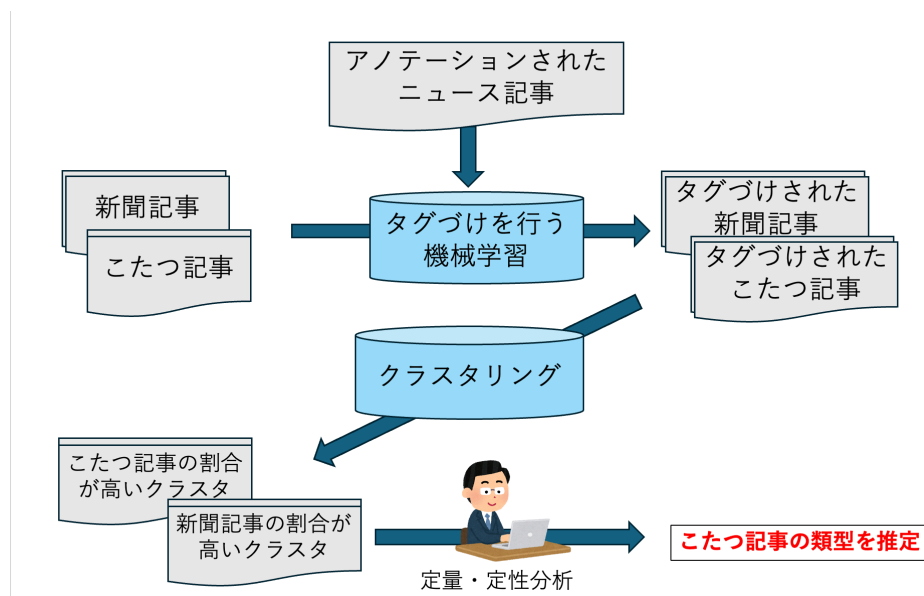 アノテーションされた
ニュース記事
新聞記事
こたつ記事
タグづけを行う
機械学習
タグづけされた
新聞記事
タグづけされた
こたつ記事
クラスタリング
こたつ記事の割合
が高いクラスタ
新聞記事の割合が
高いクラスタ
定量・定性分析
こたつ記事の類型を推定